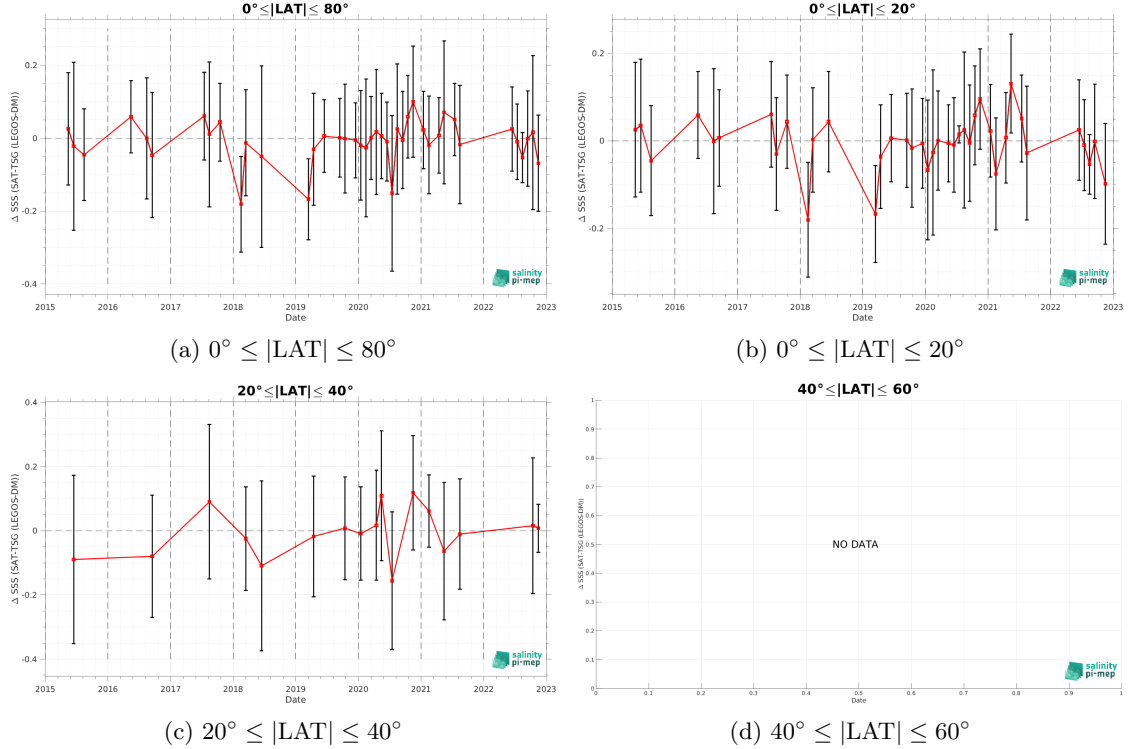 0°≤|LAT|≤ 80°
Δ SSS (SAT-TSG (LEGOS-DM))
0.2
0
-0.2
-0.4
2015 2016 2017 2018 2019 2020 2021 2022 2023
Date
salinity
pi-mep
(a) 0° ≤ |LAT| ≤ 80°
0°≤|LAT|≤ 20°
Δ SSS (SAT-TSG (LEGOS-DM))
0.2
0
-0.2
2015 2016 2017 2018 2019 2020 2021 2022 2023
Date
salinity
pi-mep
(b) 0° ≤ |LAT| ≤ 20°
20°≤|LAT|≤ 40°
Δ SSS (SAT-TSG (LEGOS-DM))
0.4
0.2
0
-0.2
-0.4
2015 2016 2017 2018 2019 2020 2021 2022 2023
Date
salinity
pi-mep
(c) 20° ≤ |LAT| ≤ 40°
40°≤|LAT|≤ 60°
Δ SSS (SAT-TSG (LEGOS-DM))
1
0.9
0.8
0.7
0.6
0.5
0.4
0.3
0.2
0.1
0
NO DATA
0 0.1 0.2 0.3 0.4 0.5 0.6 0.7 0.8 0.9 1
Date
salinity
pi-mep
(d) 40° ≤ |LAT| ≤ 60°